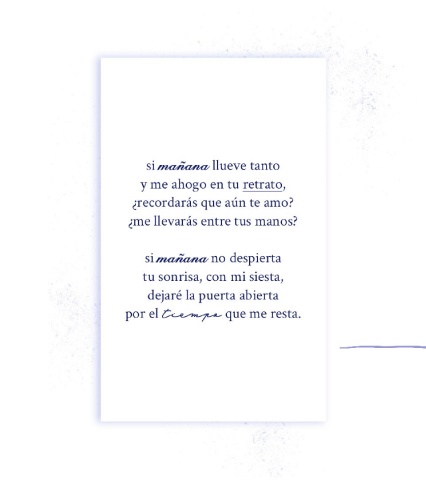 si mañana llueve tanto
y me ahogo en tu retrato,
¿recordarás que aún te amo?
¿me llevarás entre tus manos?
si mañana no despierta
tu sonrisa, con mi siesta,
dejaré la puerta abierta
por el tiempo que me resta.